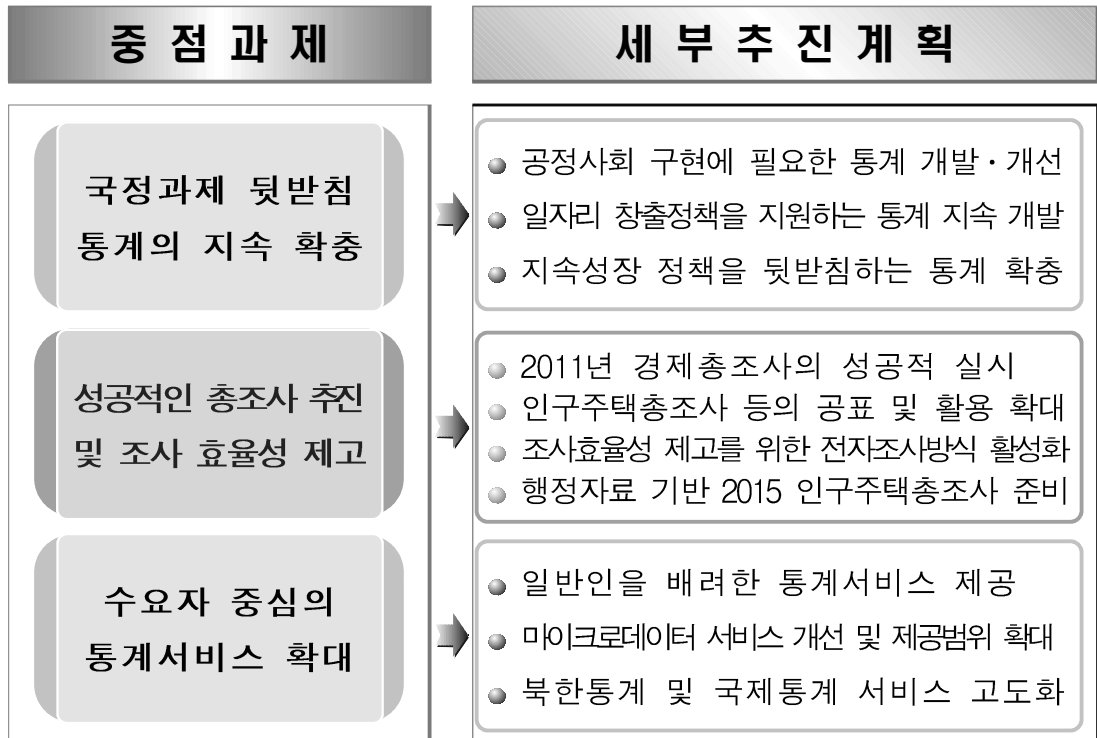 중점과제
세부추진계획
국정과제 뒷받침
통계의 지속 확충
공정사회 구현에 필요한 통계 개발·개선
일자리 창출정책을 지원하는 통계 지속 개발
지속성장 정책을 뒷받침하는 통계 확충
성공적인 총조사 추진
및 조사 효율성 제고
2011년 경제총조사의 성공적 실시
인구주택총조사 등의 공표 및 활용 확대
조사효율성 제고를 위한 전자조사방식 활성화
행정자료 기반 2015 인구주택총조사 준비
수요자 중심의
통계서비스 확대
일반인을 배려한 통계서비스 제공
마이크로데이터 서비스 개선 및 제공범위 확대
북한통계 및 국제통계 서비스 고도화